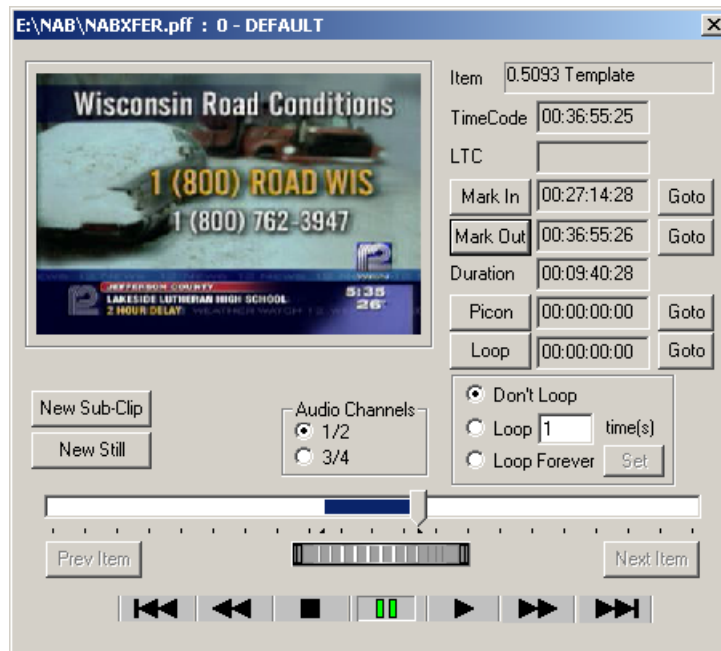 E:\NAB\NABXFER.pff : 0 - DEFAULT
Wisconsin Road Conditions
1 (800) ROAD WIS
1 (800) 762-3947
JEFFERSON COUNTY
LAKESIDE LUTHERAN HIGH SCHOOL
2 HOUR DELAY
5:35
26°
Item 0.5093 Template
TimeCode 00:36:55:25
LTC
Mark In 00:27:14:28 Goto
Mark Out 00:36:55:26 Goto
Duration 00:09:40:28
Picon 00:00:00:00 Goto
Loop 00:00:00:00 Goto
New Sub-Clip
New Still
Audio Channels
1/2
3/4
Don't Loop
Loop 1 time(s)
Loop Forever Set
Prev Item
Next Item